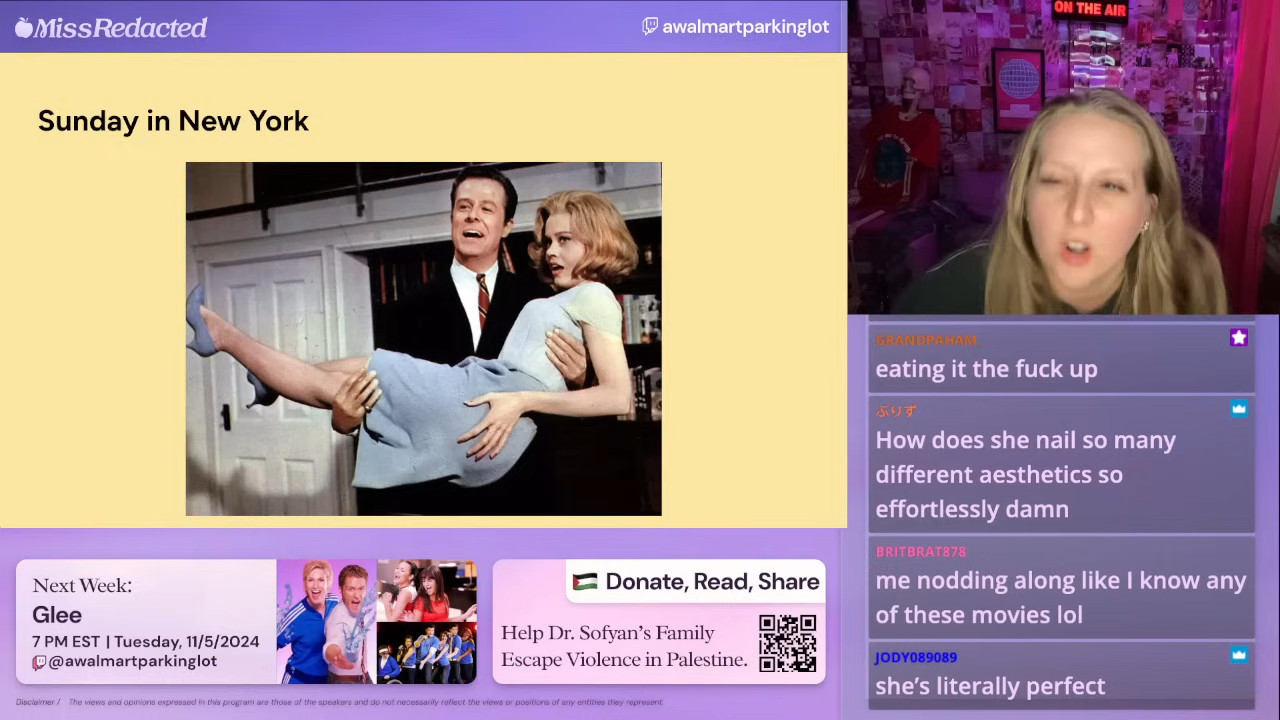 MissRedacted
awalmartparkinglot
ON THE AIR
Sunday in New York
GRANDPAHAM
eating it the fuck up
ぷりず
How does she nail so many
different aesthetics so
effortlessly damn
BRITBRAT878
me nodding along like I know any
of these movies lol
JODY089089
she's literally perfect
Next Week:
Glee
7 PM EST | Tuesday, 11/5/2024
@awalmartparkinglot
Donate, Read, Share
Help Dr. Sofyan's Family
Escape Violence in Palestine.
Disclaimer / The views and opinions expressed in this program are those of the speakers and do not necessarily reflect the views or positions of any entities they represent.